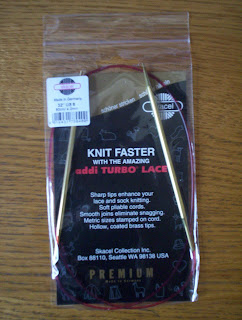 Made in Germany
Skacel
KNIT FASTER
WITH THE AMAZING
addi TURBO LACE
Sharp tips enhance your
lace and sock knitting.
Soft pliable cords.
Smooth joins eliminate snagging.
Metric sizes stamped on cord.
Hollow, coated brass tips.
Skacel Collection Inc.
Box 88110, Seattle WA 98138 USA
PREMIUM